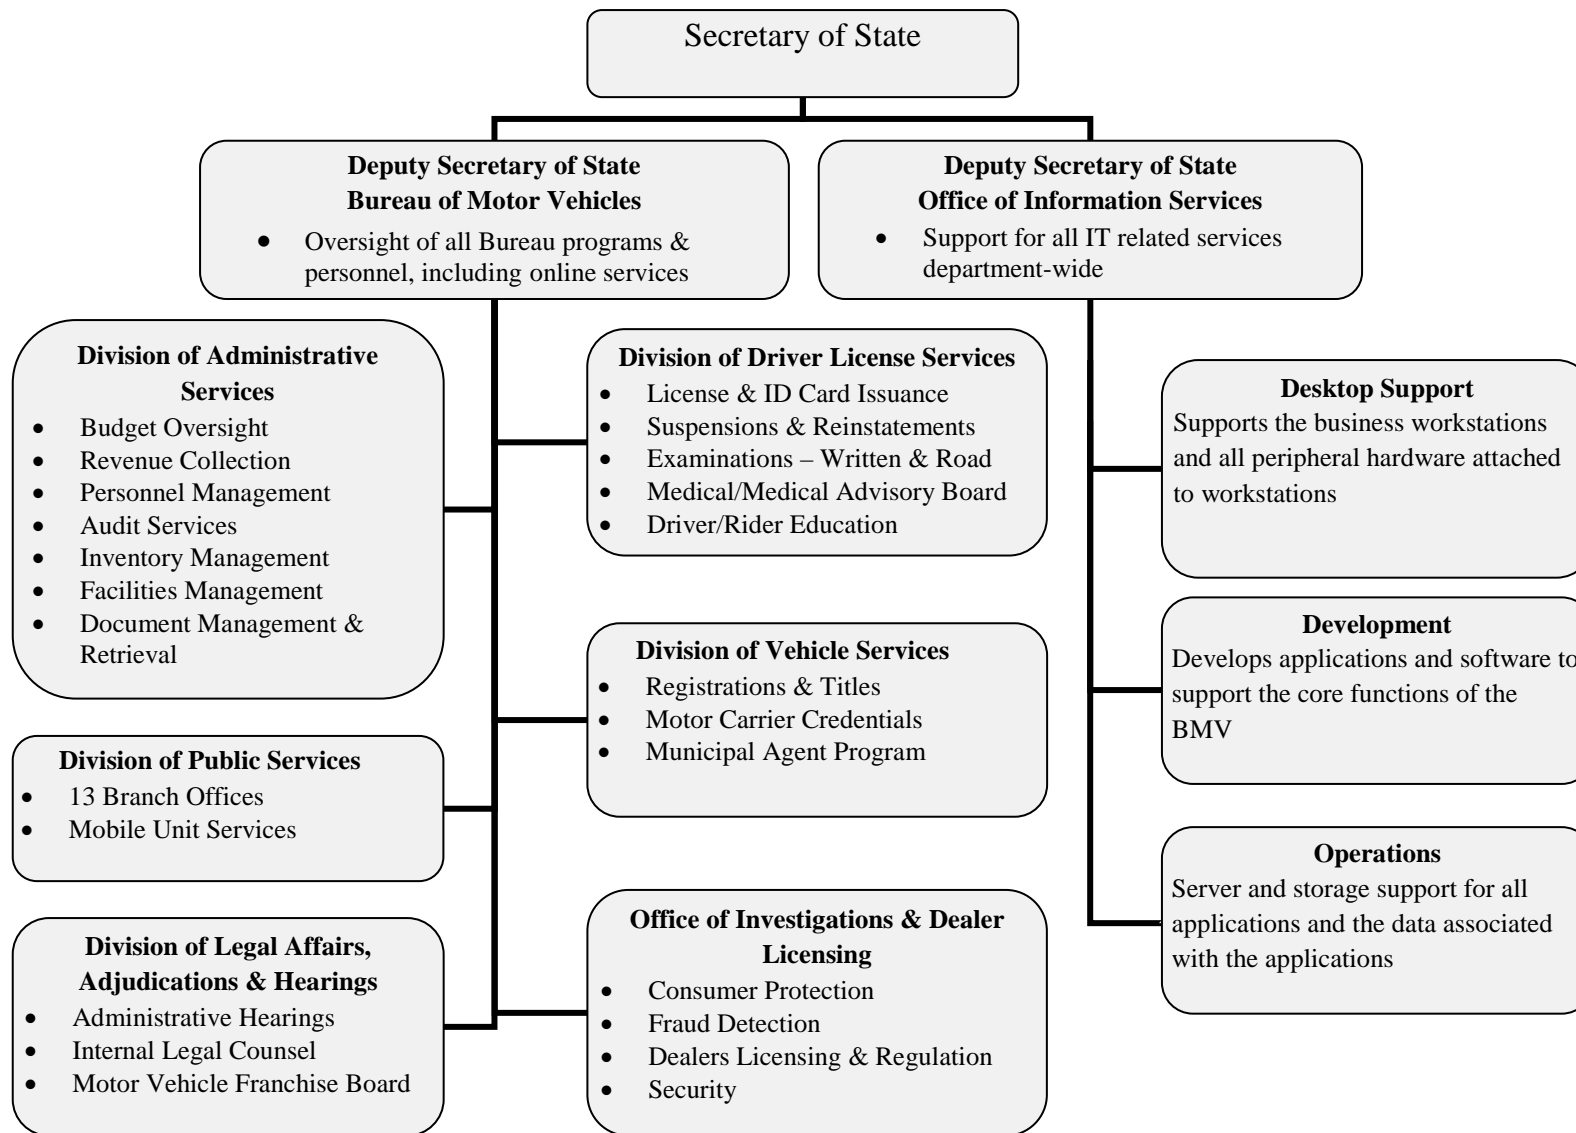 Secretary of State
Deputy Secretary of State
Bureau of Motor Vehicles
• Oversight of all Bureau programs &
personnel, including online services
Deputy Secretary of State
Office of Information Services
• Support for all IT related services
department-wide
Division of Administrative
Services
• Budget Oversight
• Revenue Collection
• Personnel Management
• Audit Services
• Inventory Management
• Facilities Management
• Document Management &
Retrieval
Division of Driver License Services
• License & ID Card Issuance
• Suspensions & Reinstatements
• Examinations – Written & Road
• Medical/Medical Advisory Board
• Driver/Rider Education
Desktop Support
Supports the business workstations
and all peripheral hardware attached
to workstations
Division of Vehicle Services
• Registrations & Titles
• Motor Carrier Credentials
• Municipal Agent Program
Development
Develops applications and software to
support the core functions of the
BMV
Division of Public Services
• 13 Branch Offices
• Mobile Unit Services
Operations
Server and storage support for all
applications and the data associated
with the applications
Division of Legal Affairs,
Adjudications & Hearings
• Administrative Hearings
• Internal Legal Counsel
• Motor Vehicle Franchise Board
Office of Investigations & Dealer
Licensing
• Consumer Protection
• Fraud Detection
• Dealers Licensing & Regulation
• Security